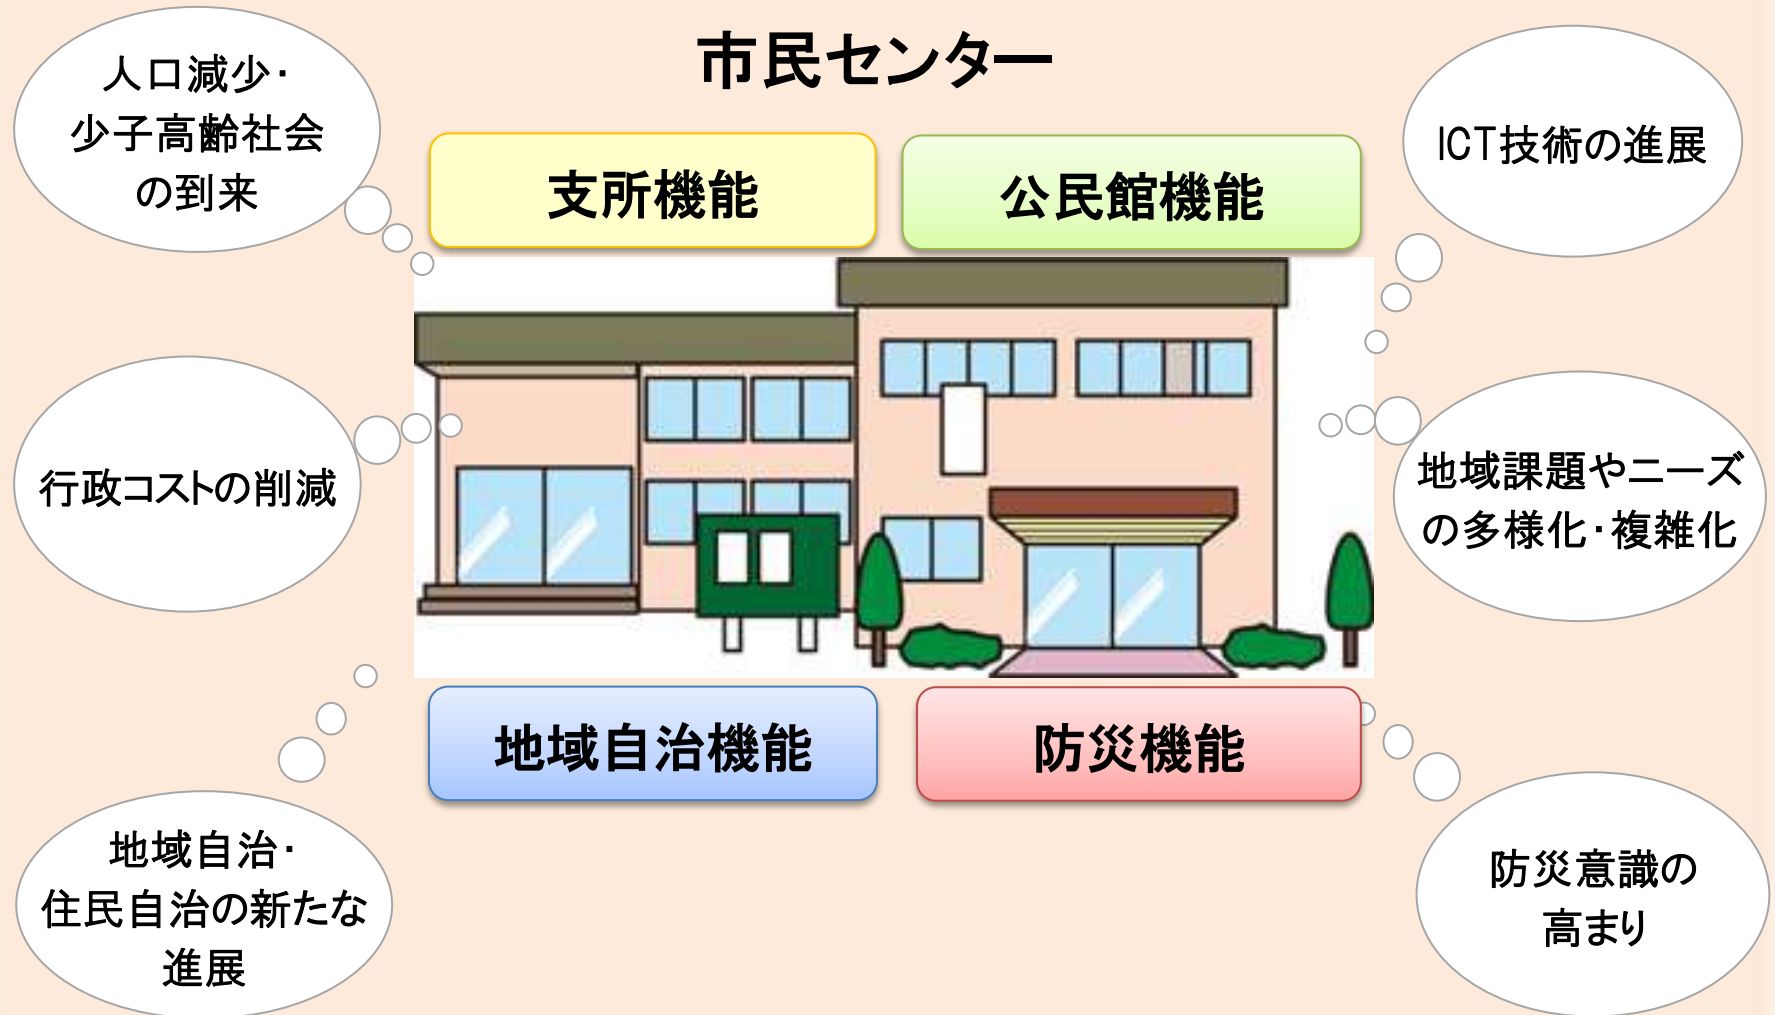 市民センター
人口減少・
少子高齢社会
の到来
ICT技術の進展
支所機能
公民館機能
行政コストの削減
地域課題やニーズ
の多様化・複雑化
地域自治機能
防災機能
地域自治・
住民自治の新たな
進展
防災意識の
高まり